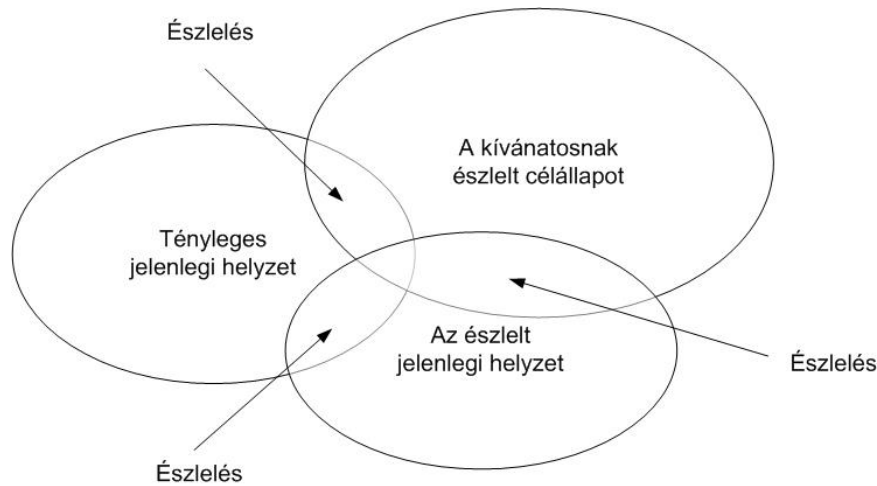 Észlelés
A kívánatosnak
észlelt célállapot
Tényleges
jelenlegi helyzet
Az észlelt
jelenlegi helyzet
Észlelés
Észlelés